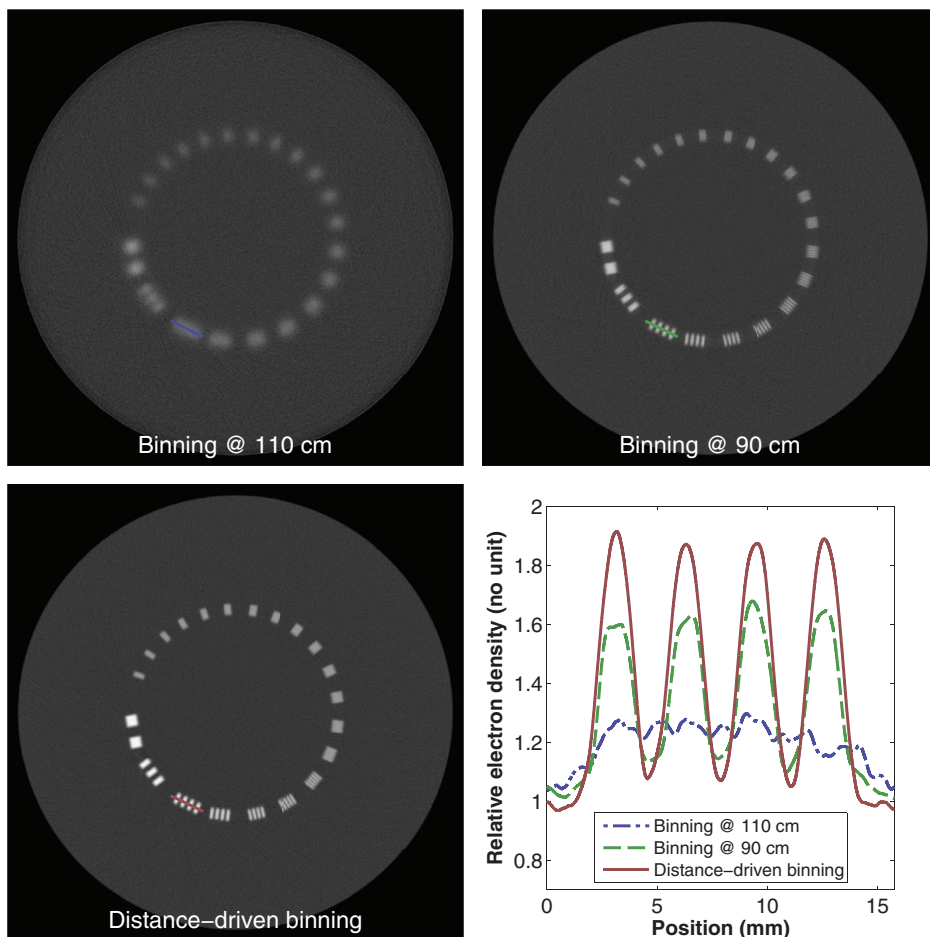 Binning @ 110 cm
Binning @ 90 cm
Distance−driven binning
Relative electron density (no unit)
2
1.8
1.6
1.4
1.2
1
0.8
Binning @ 110 cm
Binning @ 90 cm
Distance−driven binning
0 5 10 15
Position (mm)